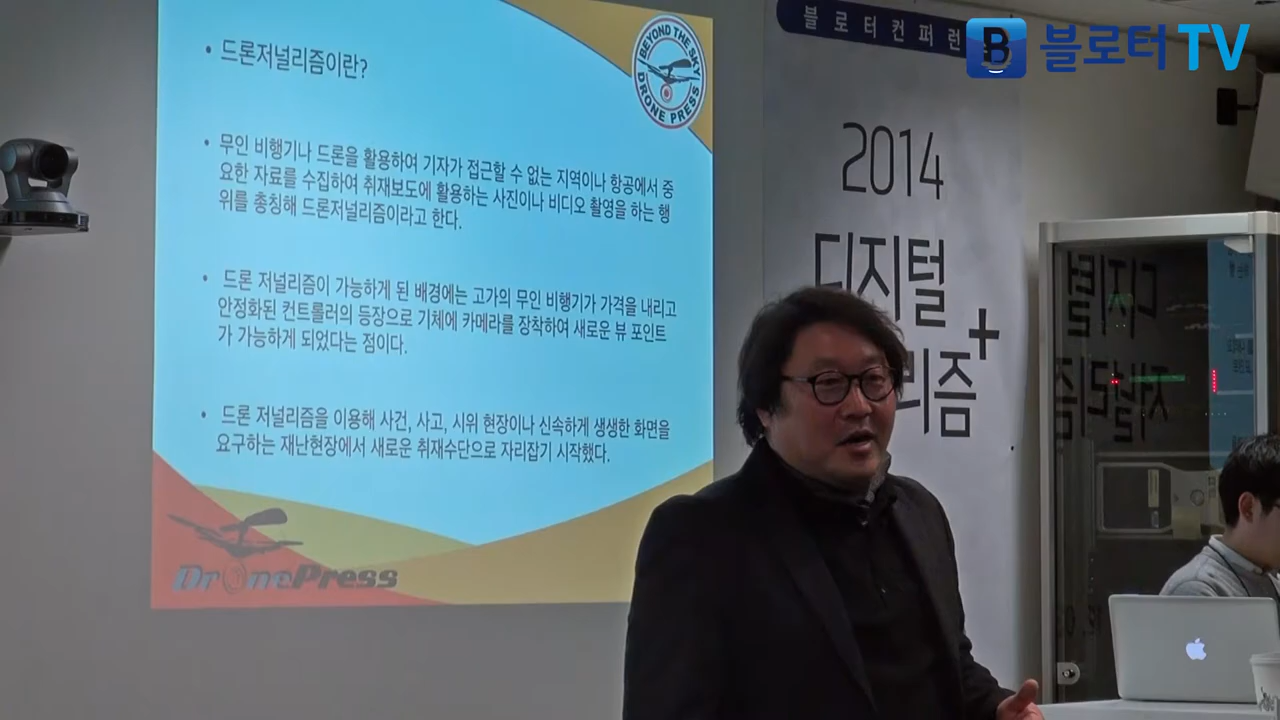 드론저널리즘이란?
BEYOND THE SKY
DRONE PRESS
무인 비행기나 드론을 활용하여 기자가 접근할 수 없는 지역이나 항공에서 중
요한 자료를 수집하여 취재보도에 활용하는 사진이나 비디오 촬영을 하는 행
위를 총칭해 드론저널리즘이라고 한다.
드론 저널리즘이 가능하게 된 배경에는 고가의 무인 비행기가 가격을 내리고
안정화된 컨트롤러의 등장으로 기체에 카메라를 장착하여 새로운 뷰 포인트
가 가능하게 되었다는 점이다.
드론 저널리즘을 이용해 사건, 사고, 시위 현장이나 신속하게 생생한 화면을
요구하는 재난현장에서 새로운 취재수단으로 자리잡기 시작했다.
DronePress
블로터컨퍼런스
B 블로터 TV
2014
디지털
리즘+